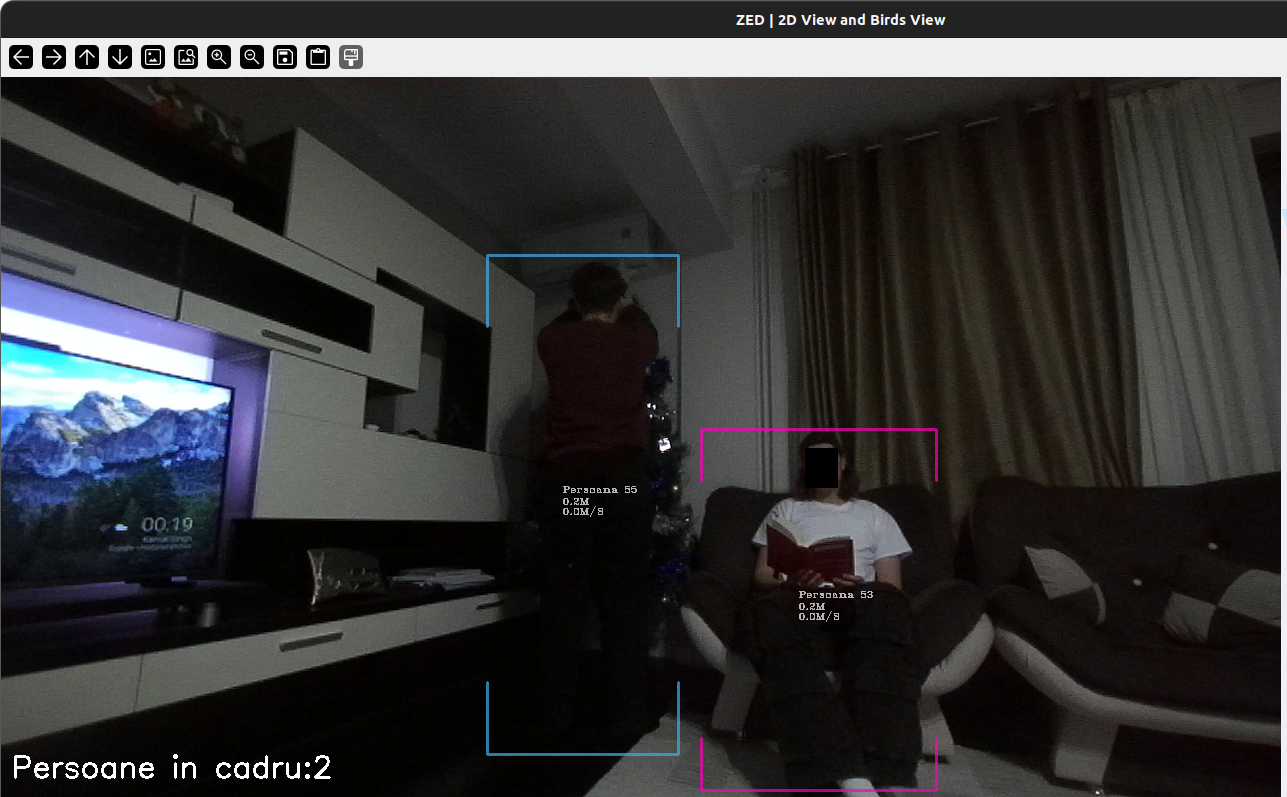 ZED | 2D View and Birds View
Persoana 55
0.2M
0.0M/S
00:19
Persoana 53
0.2M
0.0M/S
Persoane in cadru:2